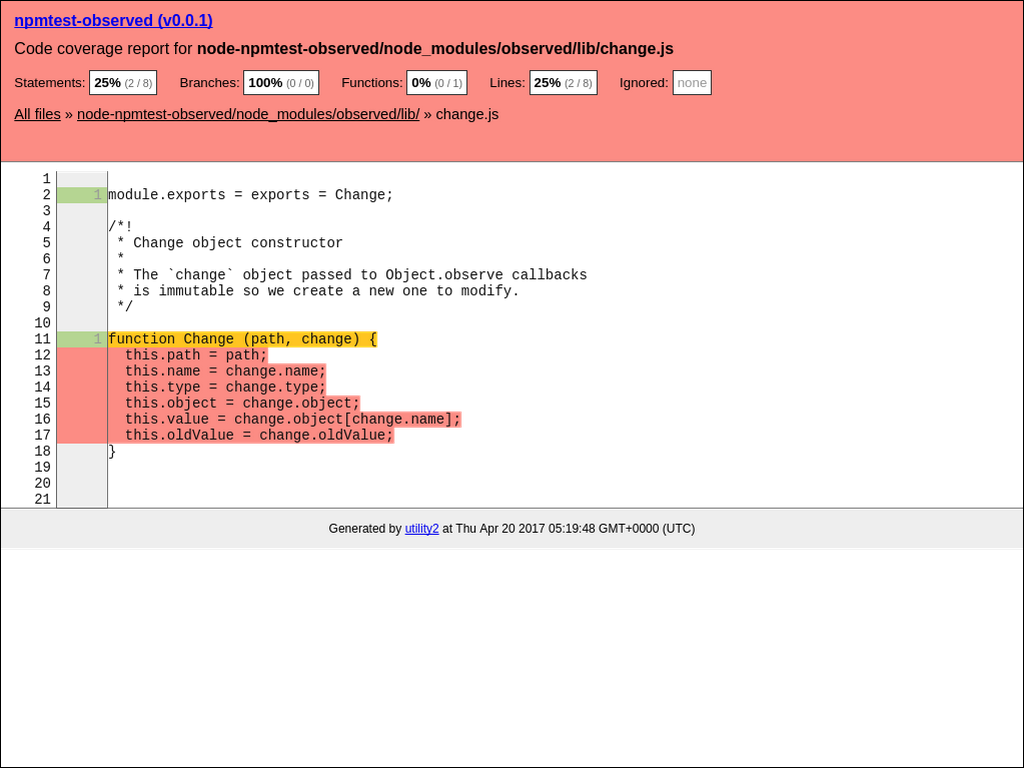 npmtest-observed (v0.0.1)
Code coverage report for node-npmtest-observed/node_modules/observed/lib/change.js
Statements: 25% (2 / 8) Branches: 100% (0 / 0) Functions: 0% (0 / 1) Lines: 25% (2 / 8) Ignored: none
All files » node-npmtest-observed/node_modules/observed/lib/ » change.js
1
2 1 module.exports = exports = Change;
3
4 /*!
5  * Change object constructor
6  *
7  * The `change` object passed to Object.observe callbacks
8  * is immutable so we create a new one to modify.
9  */
10
11 1 function Change (path, change) {
12   this.path = path;
13   this.name = change.name;
14   this.type = change.type;
15   this.object = change.object;
16   this.value = change.object[change.name];
17   this.oldValue = change.oldValue;
18 }
19
20
21
Generated by utility2 at Thu Apr 20 2017 05:19:48 GMT+0000 (UTC)